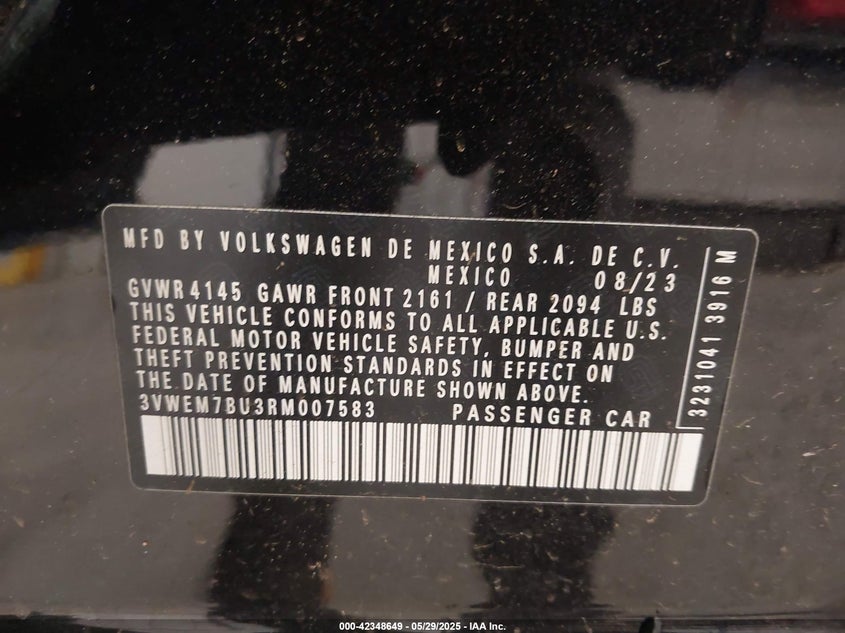 MFD BY VOLKSWAGEN DE MEXICO S.A. DE C.V.
MEXICO 08/23
GVWR 4145 GAWR FRONT 2161 / REAR 2094 LBS
THIS VEHICLE CONFORMS TO ALL APPLICABLE U.S.
FEDERAL MOTOR VEHICLE SAFETY, BUMPER AND
THEFT PREVENTION STANDARDS IN EFFECT ON
THE DATE OF MANUFACTURE SHOWN ABOVE.
3VWEM7BU3RM007583 PASSENGER CAR
3231041 3916 M
000-42348649 - 05/29/2025 - IAA Inc.